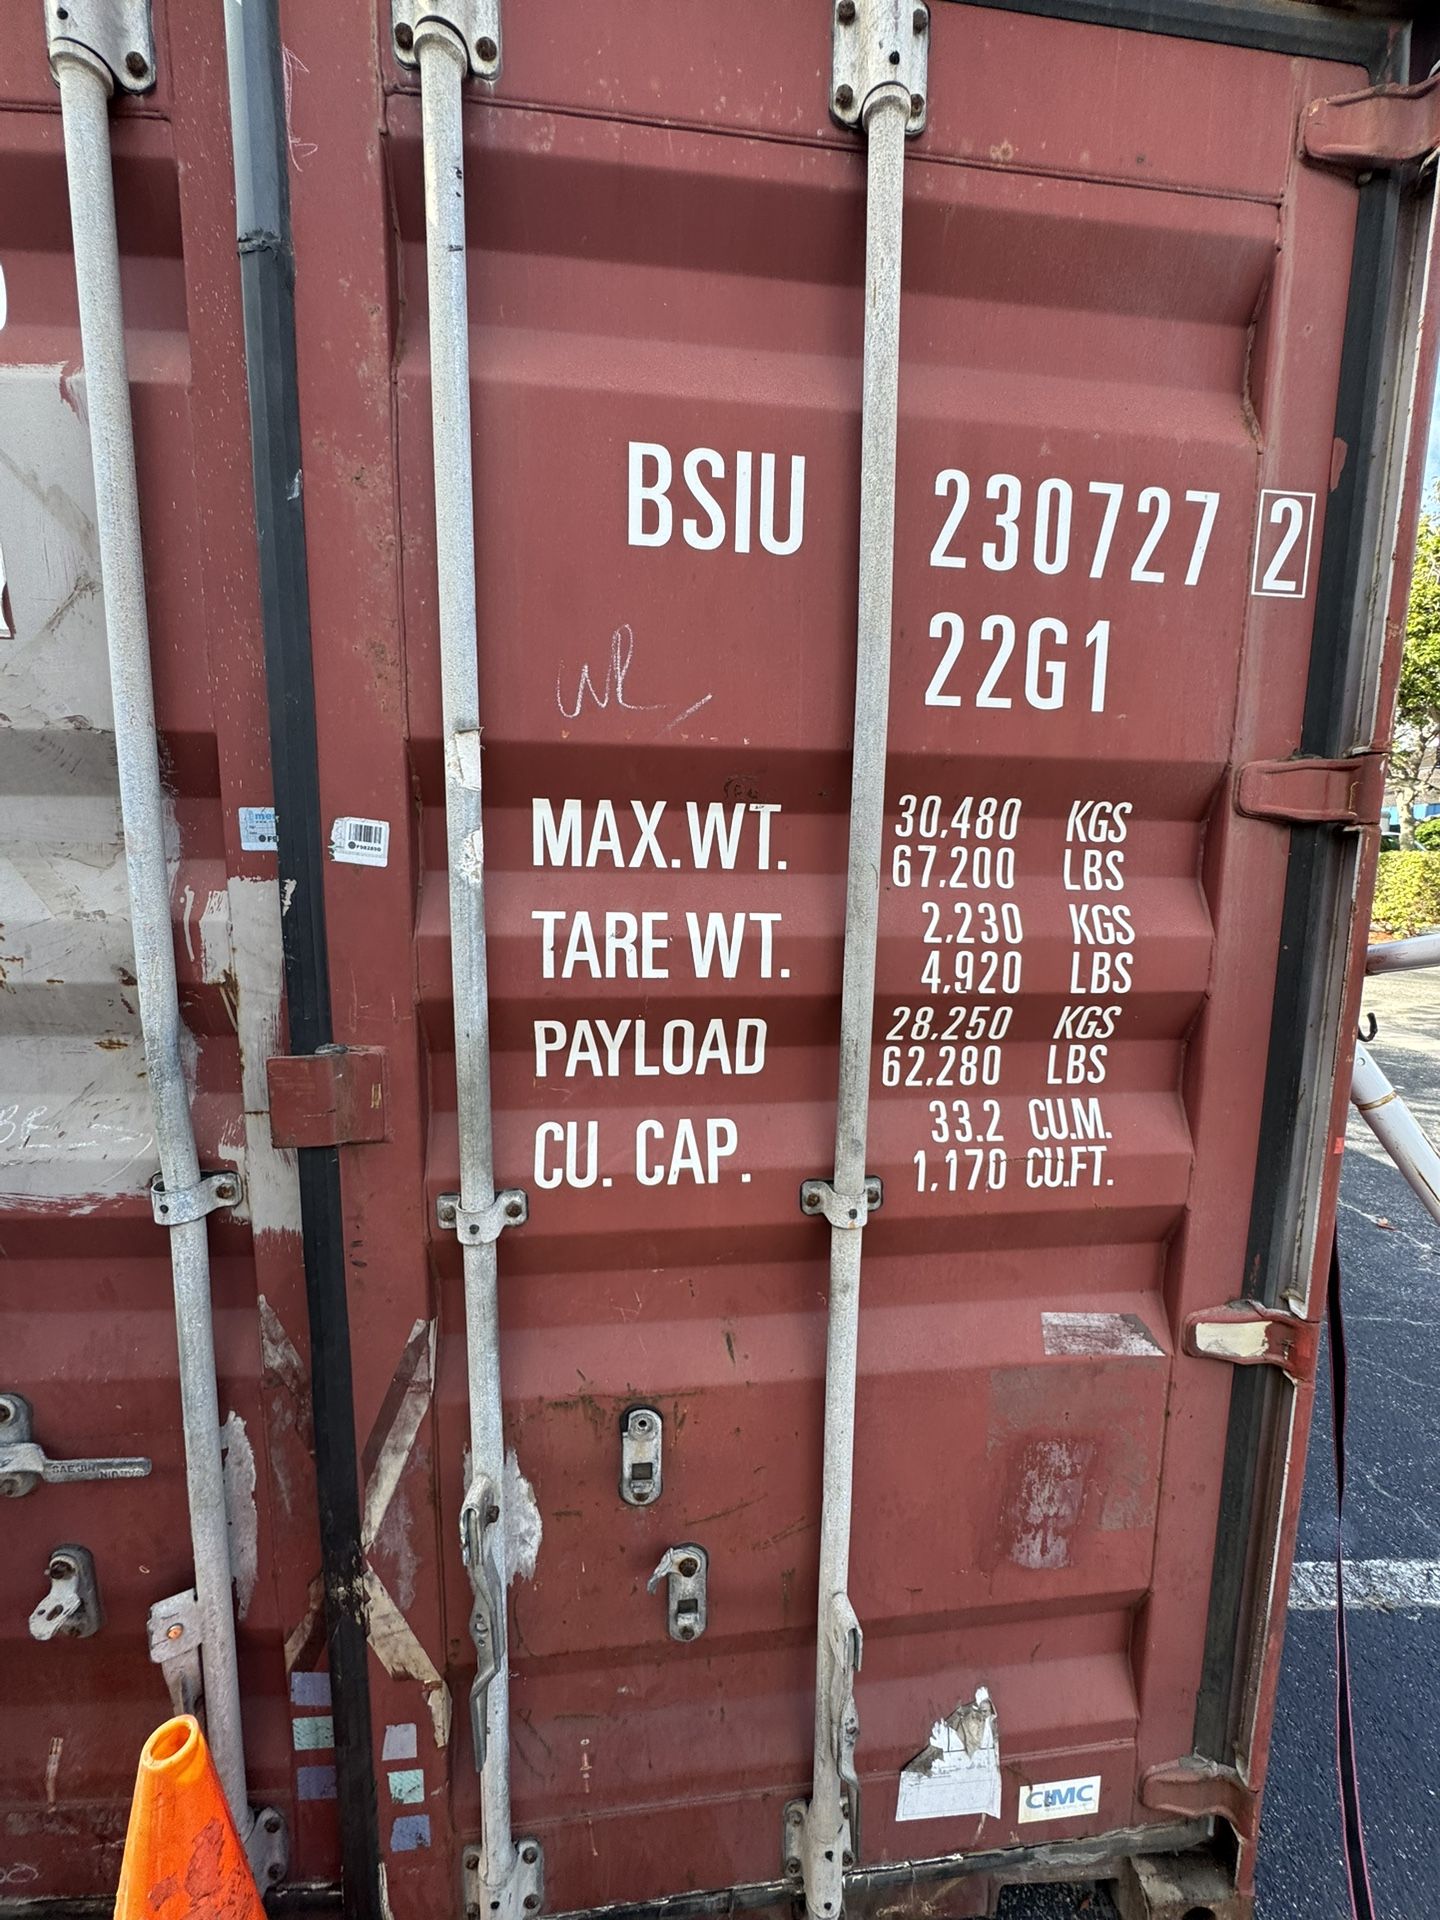 BSIU 230727 2
22G1
MAX.WT. 30,480 KGS
67,200 LBS
TARE WT. 2,230 KGS
4,920 LBS
PAYLOAD 28,250 KGS
62,280 LBS
CU. CAP. 33.2 CU.M.
1,170 CU.FT.
SAEJIN
CIMC